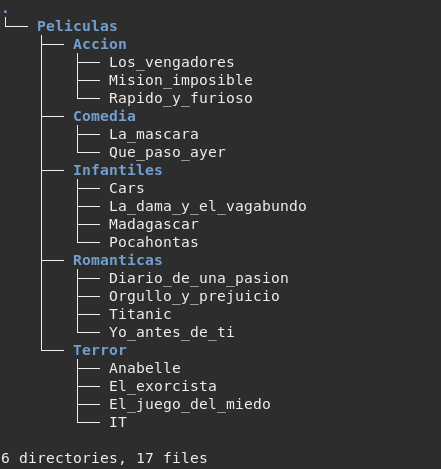 .
└── Peliculas
    ├── Accion
    │   ├── Los_vengadores
    │   ├── Mision_imposible
    │   └── Rapido_y_furioso
    ├── Comedia
    │   ├── La_mascara
    │   └── Que_paso_ayer
    ├── Infantiles
    │   ├── Cars
    │   ├── La_dama_y_el_vagabundo
    │   ├── Madagascar
    │   └── Pocahontas
    ├── Romanticas
    │   ├── Diario_de_una_pasion
    │   ├── Orgullo_y_prejuicio
    │   ├── Titanic
    │   └── Yo_antes_de_ti
    └── Terror
        ├── Anabelle
        ├── El_exorcista
        ├── El_juego_del_miedo
        └── IT

6 directories, 17 files